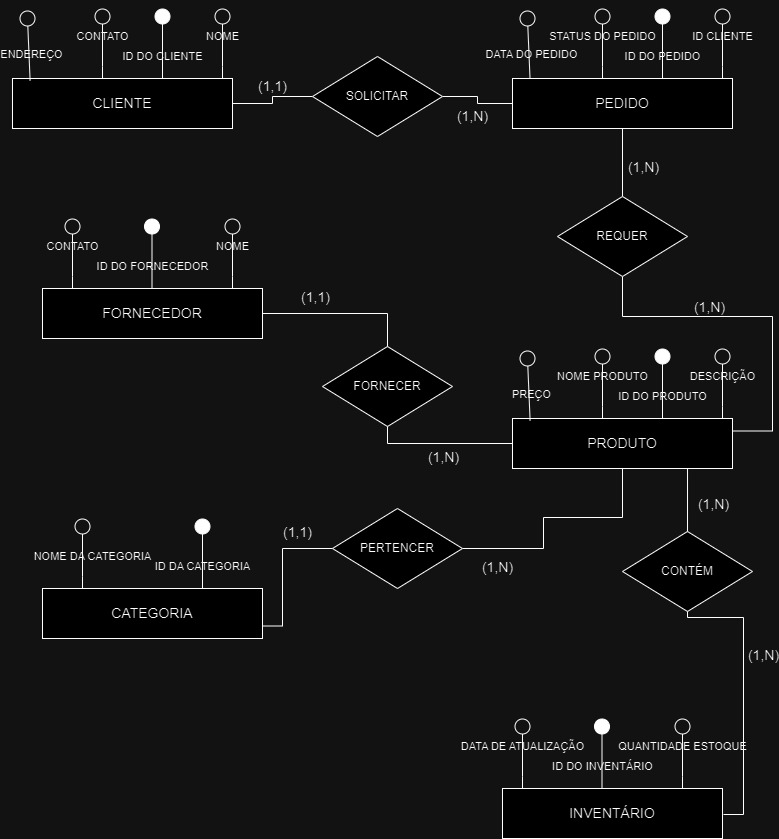 CONTATO
NOME
ENDEREÇO
ID DO CLIENTE
CLIENTE
(1,1)
SOLICITAR
(1,N)
STATUS DO PEDIDO
ID CLIENTE
DATA DO PEDIDO
ID DO PEDIDO
PEDIDO
(1,N)
REQUER
(1,N)
CONTATO
NOME
ID DO FORNECEDOR
FORNECEDOR
(1,1)
FORNECER
(1,N)
NOME PRODUTO
DESCRIÇÃO
PREÇO
ID DO PRODUTO
PRODUTO
NOME DA CATEGORIA
ID DA CATEGORIA
CATEGORIA
(1,1)
PERTENCER
(1,N)
(1,N)
CONTÉM
(1,N)
DATA DE ATUALIZAÇÃO
QUANTIDADE ESTOQUE
ID DO INVENTÁRIO
INVENTÁRIO